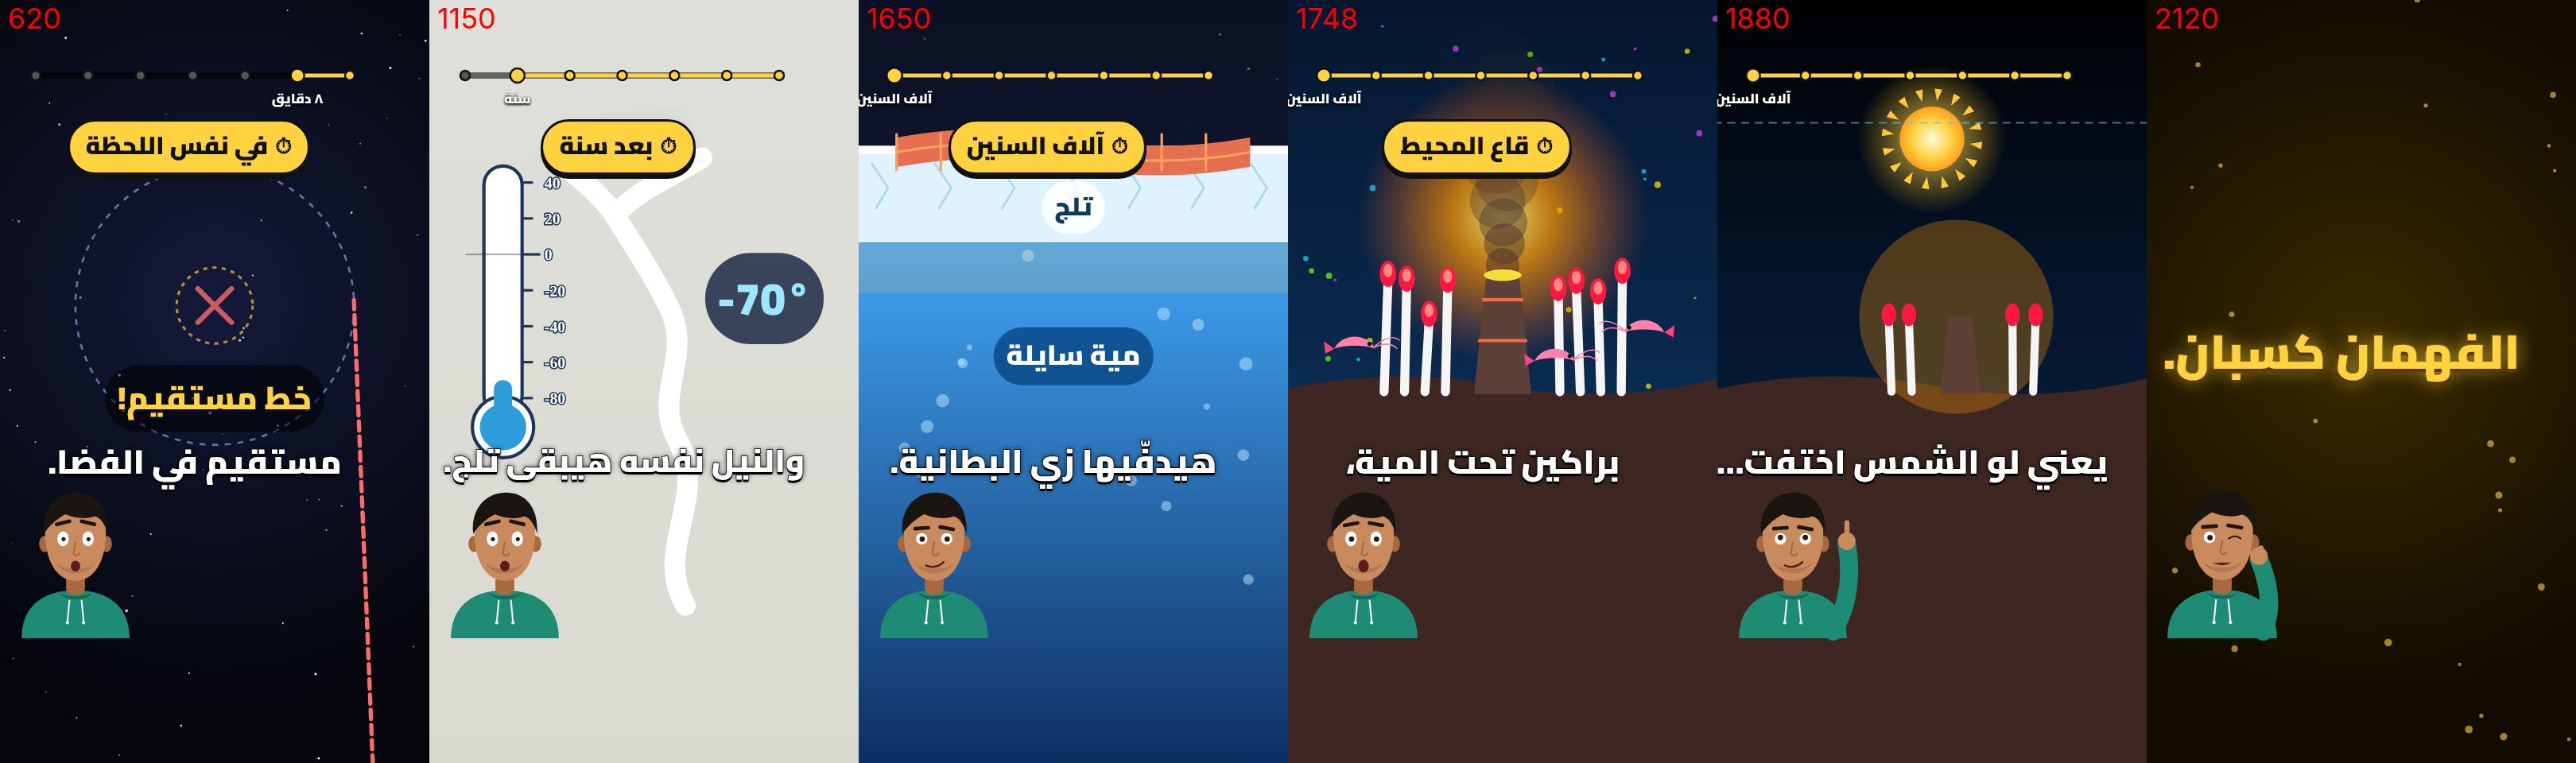 620
٨ دقايق
في نفس اللحظة
خط مستقيم!
مستقيم في الفضا.
1150
سنة
بعد سنة
40
20
0
-20
-40
-60
-80
-70°
والنيل نفسه هيبقى تلج.
1650
آلاف السنين
آلاف السنين
تلج
مية سايلة
هيدفّيها زي البطانية.
1748
آلاف السنين
قاع المحيط
براكين تحت المية،
1880
آلاف السنين
يعني لو الشمس اختفت...
2120
الفهمان كسبان.